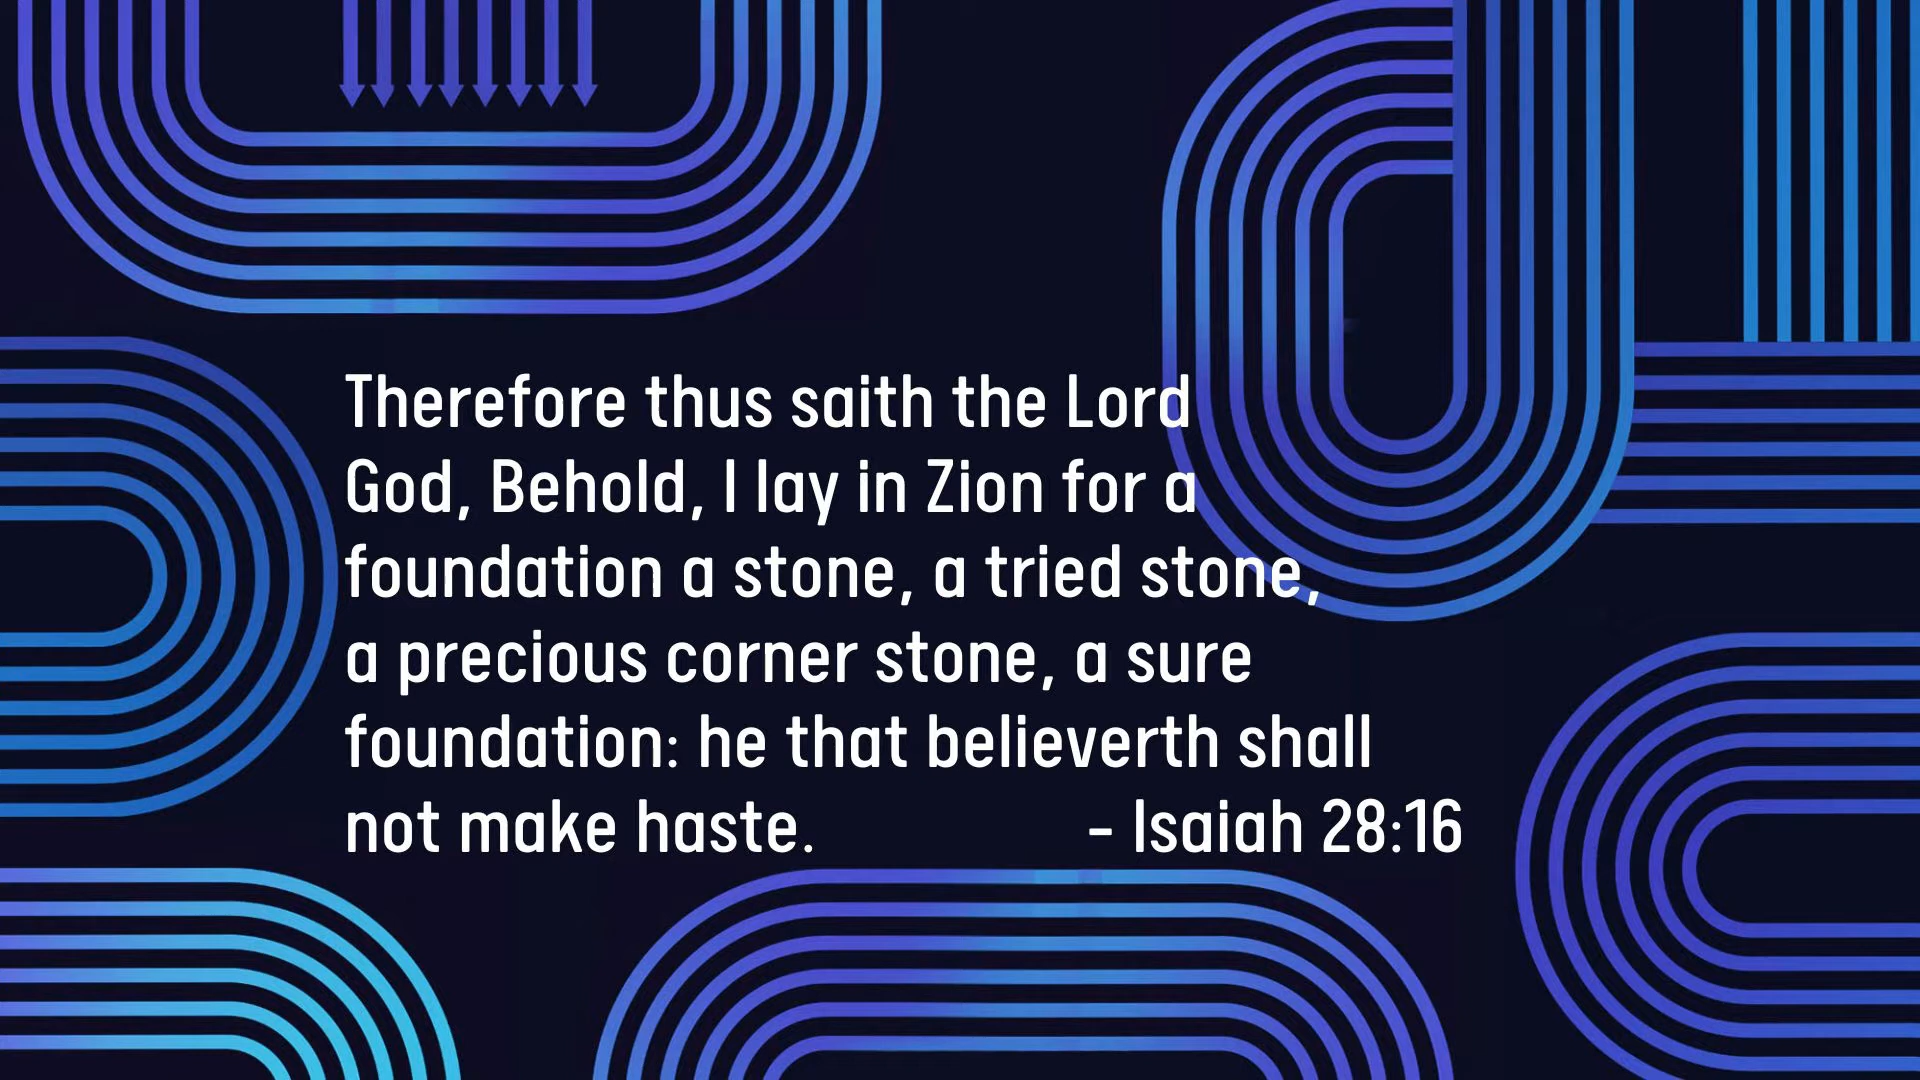 Therefore thus saith the Lord
God, Behold, I lay in Zion for a
foundation a stone, a tried stone,
a precious corner stone, a sure
foundation: he that believerth shall
not make haste. - Isaiah 28:16